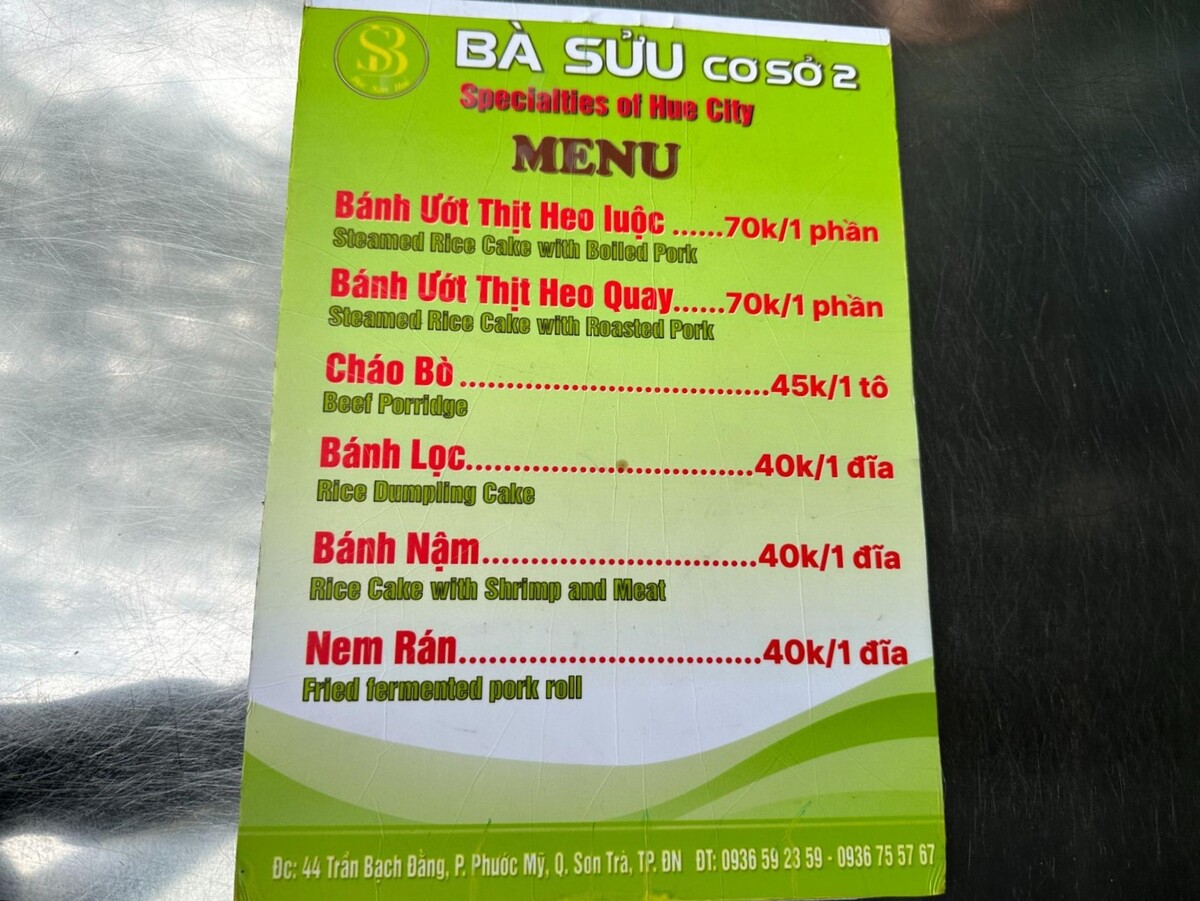 SB
BÀ SỬU CƠ SỞ 2
Specialties of Hue City
MENU
Bánh Ướt Thịt Heo luộc ......70k/1 phần
Steamed Rice Cake with Boiled Pork
Bánh Ướt Thịt Heo Quay......70k/1 phần
Steamed Rice Cake with Roasted Pork
Cháo Bò ..................................45k/1 tô
Beef Porridge
Bánh Lọc...............................40k/1 đĩa
Rice Dumpling Cake
Bánh Nậm..............................40k/1 đĩa
Rice Cake with Shrimp and Meat
Nem Rán.................................40k/1 đĩa
Fried fermented pork roll
Đc: 44 Trần Bạch Đằng, P. Phước Mỹ, Q. Sơn Trà, TP. ĐN ĐT: 0936 59 23 59 - 0936 75 57 67